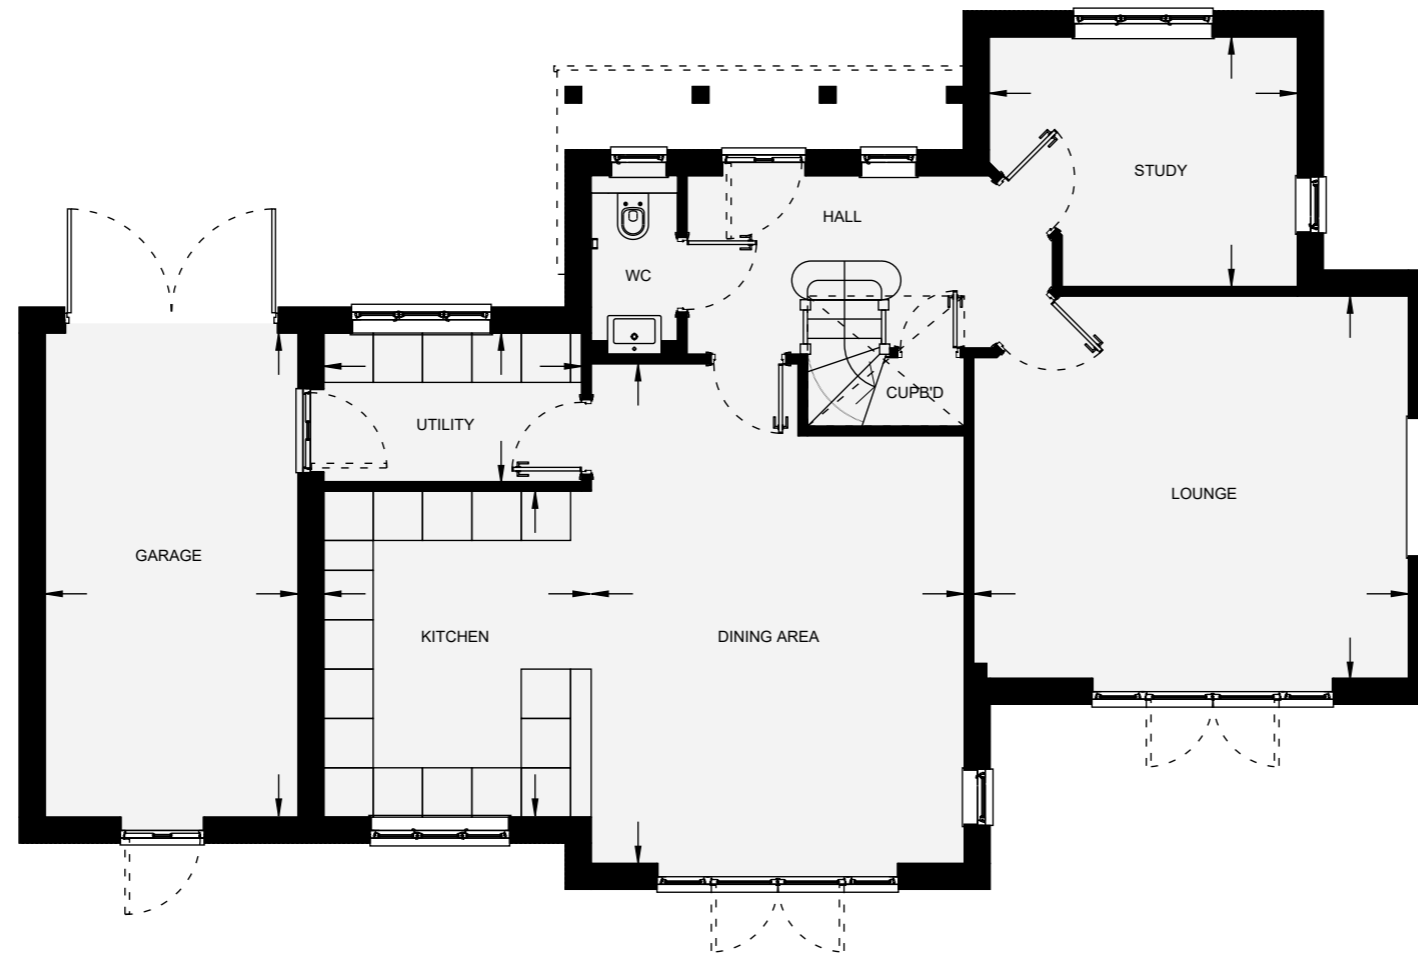 STUDY
HALL
WC
CUPB'D
UTILITY
LOUNGE
GARAGE
KITCHEN
DINING AREA